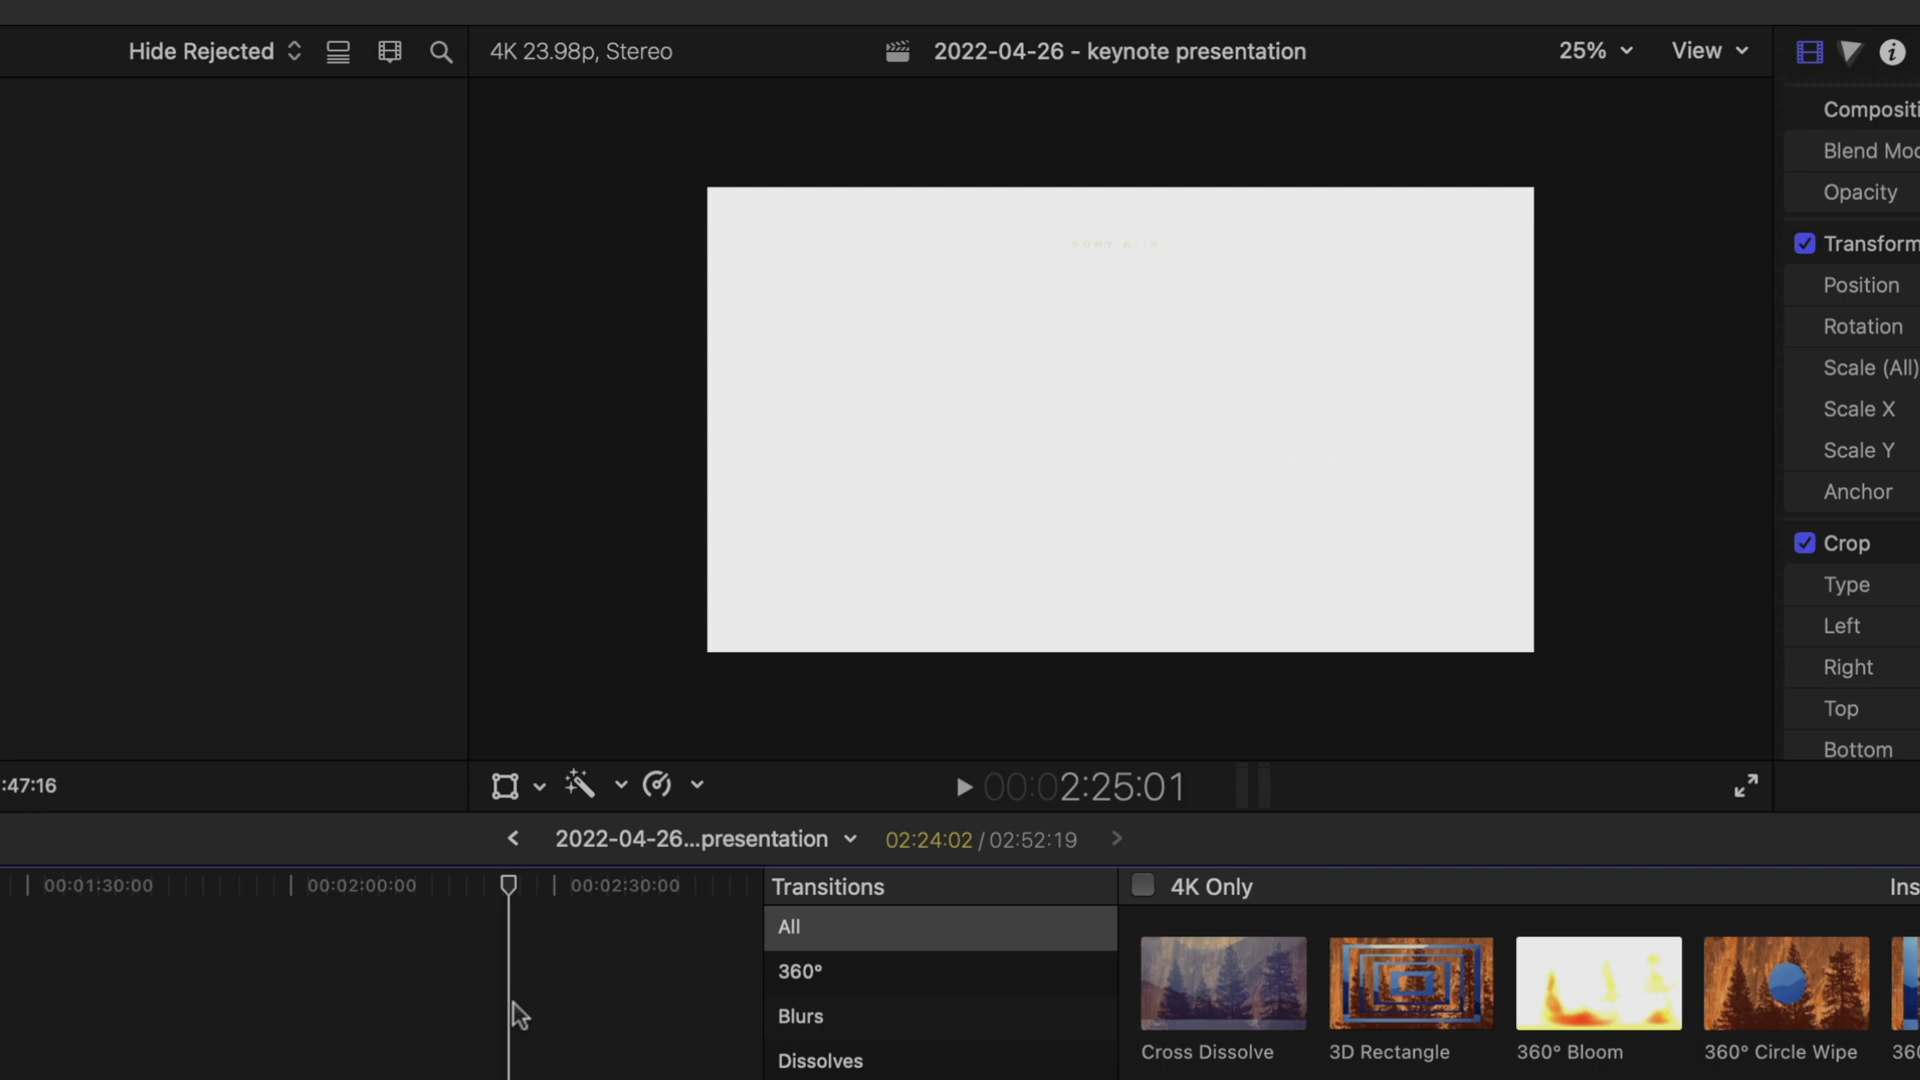 Hide Rejected
4K 23.98p, Stereo
2022-04-26 - keynote presentation
25%
View
Compositi
Blend Moc
Opacity
Transform
Position
Rotation
Scale (All)
Scale X
Scale Y
Anchor
Crop
Type
Left
Right
Top
Bottom
:47:16
00:02:25:01
2022-04-26...presentation
02:24:02 / 02:52:19
00:01:30:00
00:02:00:00
00:02:30:00
Transitions
4K Only
Ins
All
360°
Blurs
Dissolves
Cross Dissolve
3D Rectangle
360° Bloom
360° Circle Wipe
360